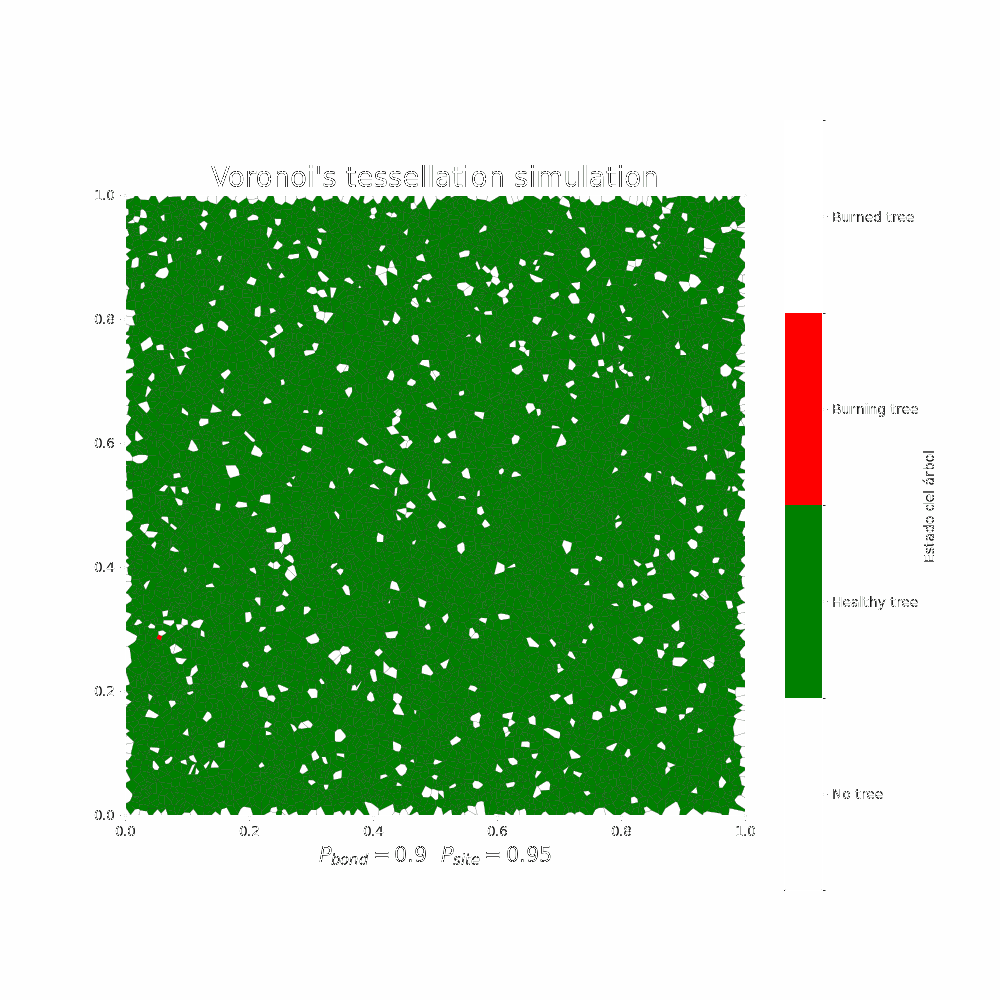 Voronoi's tessellation simulation
1.0
0.8
0.6
0.4
0.2
0.0
0.0 0.2 0.4 0.6 0.8 1.0
P_bond = 0.9 P_site = 0.95
Burned tree
Burning tree
Healthy tree
No tree
Estado del árbol